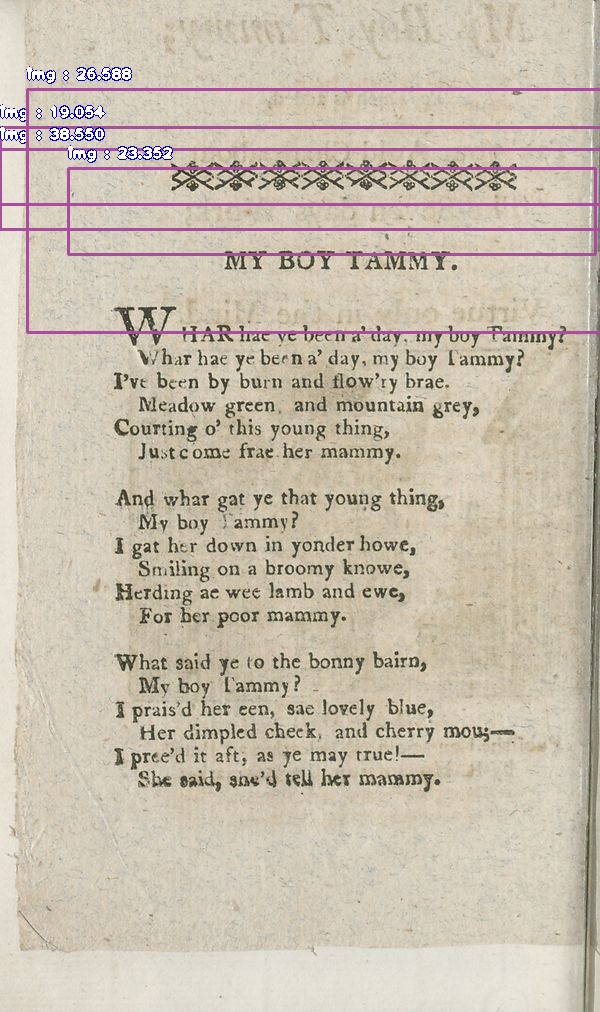 img : 26.588
img : 19.054
img : 38.550
img : 23.352
MY BOY TAMMY.
WHAR hae ye been a' day, my boy Tammy?
Whar hae ye been a' day, my boy Tammy?
I've been by burn and flow'ry brae.
Meadow green, and mountain grey,
Courting o' this young thing,
Just come frae her mammy.
And whar gat ye that young thing,
My boy Tammy?
I gat her down in yonder howe,
Smiling on a broomy knowe,
Herding ae wee lamb and ewe,
For her poor mammy.
What said ye to the bonny bairn,
My boy Tammy?
I prais'd her een, sae lovely blue,
Her dimpled cheek, and cherry mou;—
I pree'd it aft, as ye may true!—
She said, she'd tell her mammy.